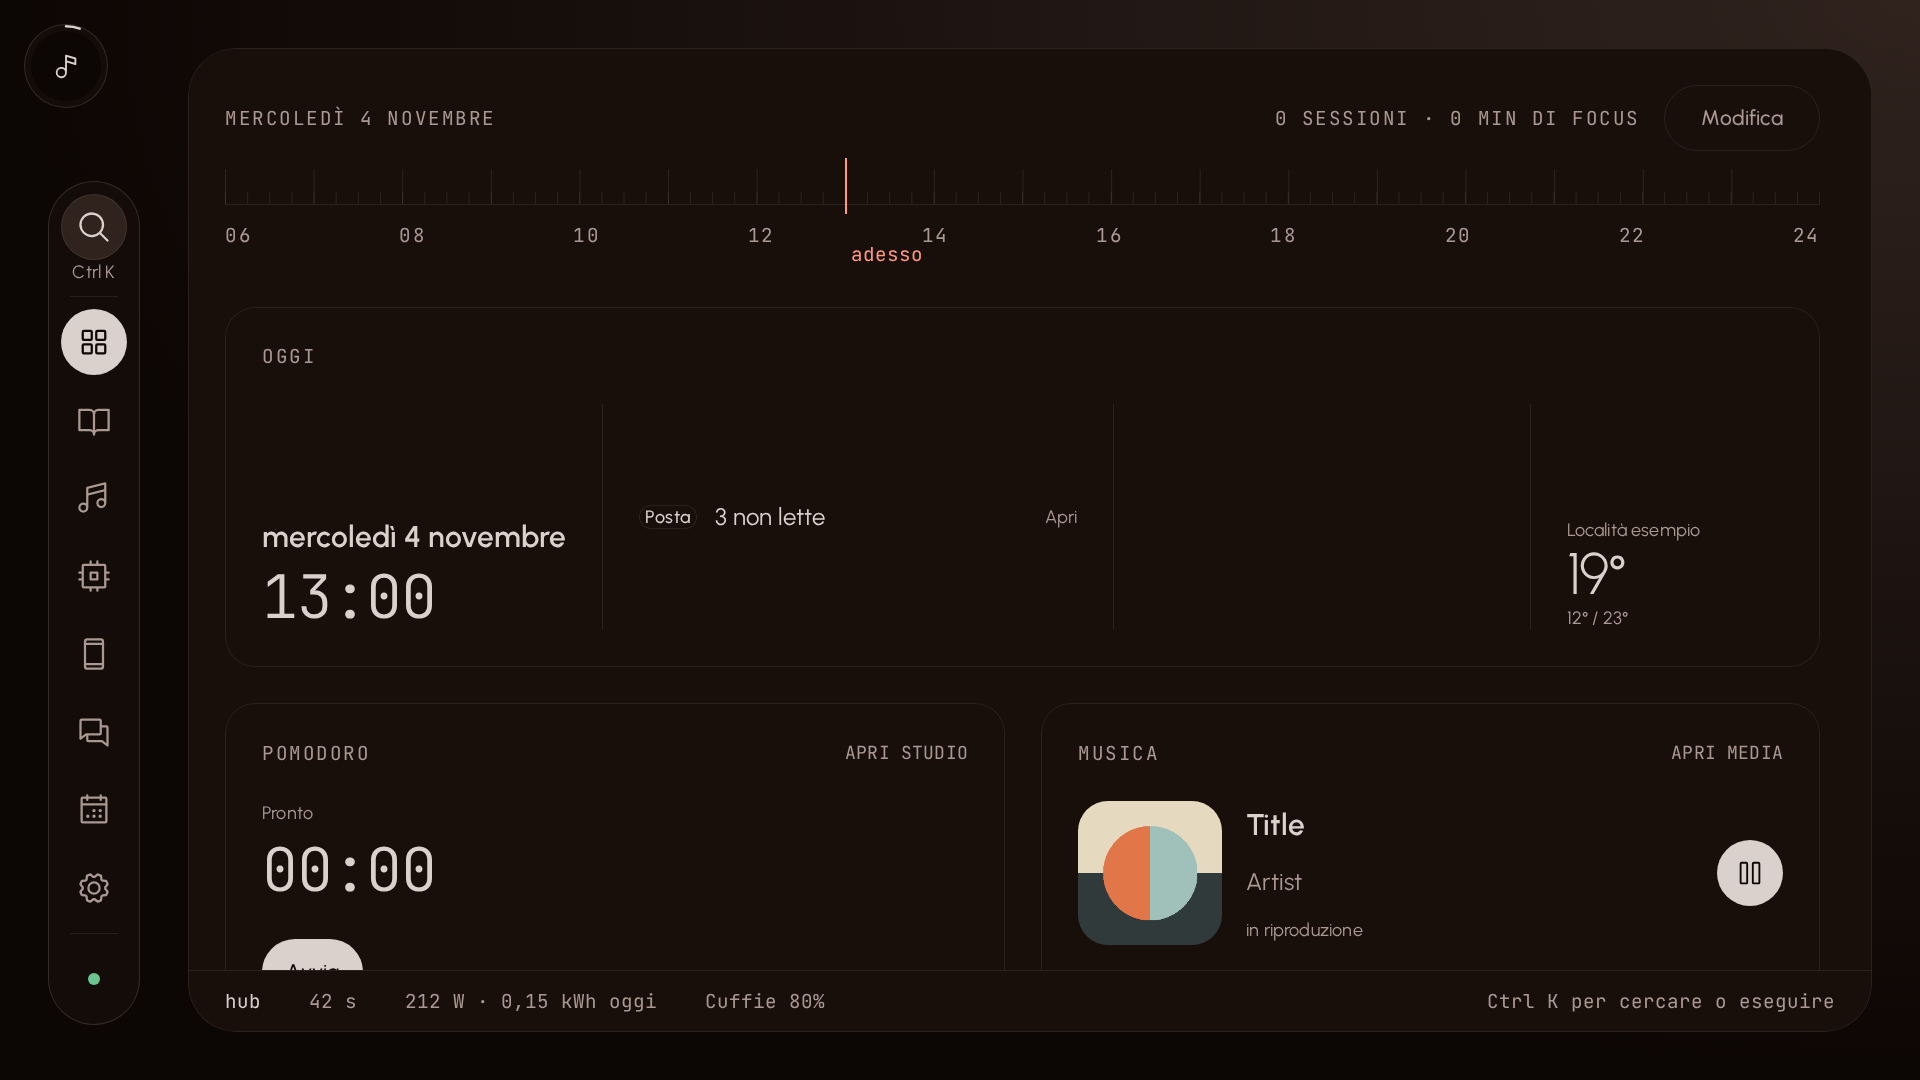 MERCOLEDÌ 4 NOVEMBRE
0 SESSIONI · 0 MIN DI FOCUS
Modifica
Ctrl K
06 08 10 12 14 16 18 20 22 24
adesso
OGGI
mercoledì 4 novembre
13:00
Posta 3 non lette Apri
Località esempio
19°
12° / 23°
POMODORO APRI STUDIO
Pronto
00:00
Avvia
MUSICA APRI MEDIA
Title
Artist
in riproduzione
hub 42 s 212 W · 0,15 kWh oggi Cuffie 80%
Ctrl K per cercare o eseguire